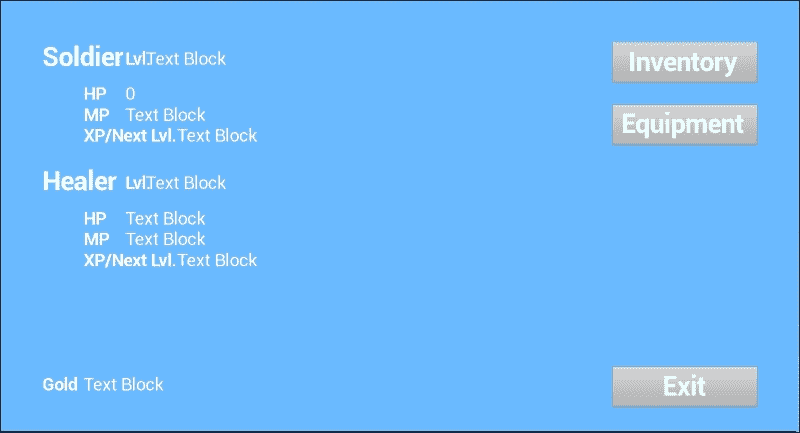 Soldier Lvl. Text Block
Inventory
HP 0
MP Text Block
Equipment
XP/Next Lvl. Text Block
Healer Lvl. Text Block
HP Text Block
MP Text Block
XP/Next Lvl. Text Block
Gold Text Block
Exit